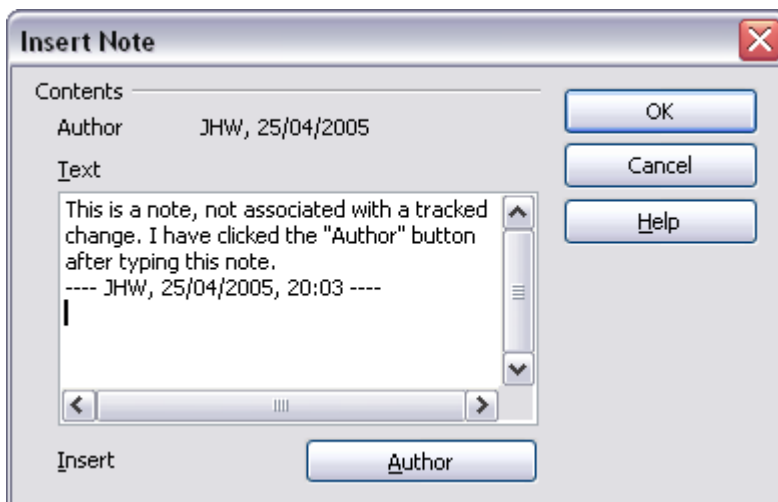 Insert Note
Contents
Author JHW, 25/04/2005
Text
This is a note, not associated with a tracked
change. I have clicked the "Author" button
after typing this note.
---- JHW, 25/04/2005, 20:03 ----
Insert Author
OK
Cancel
Help